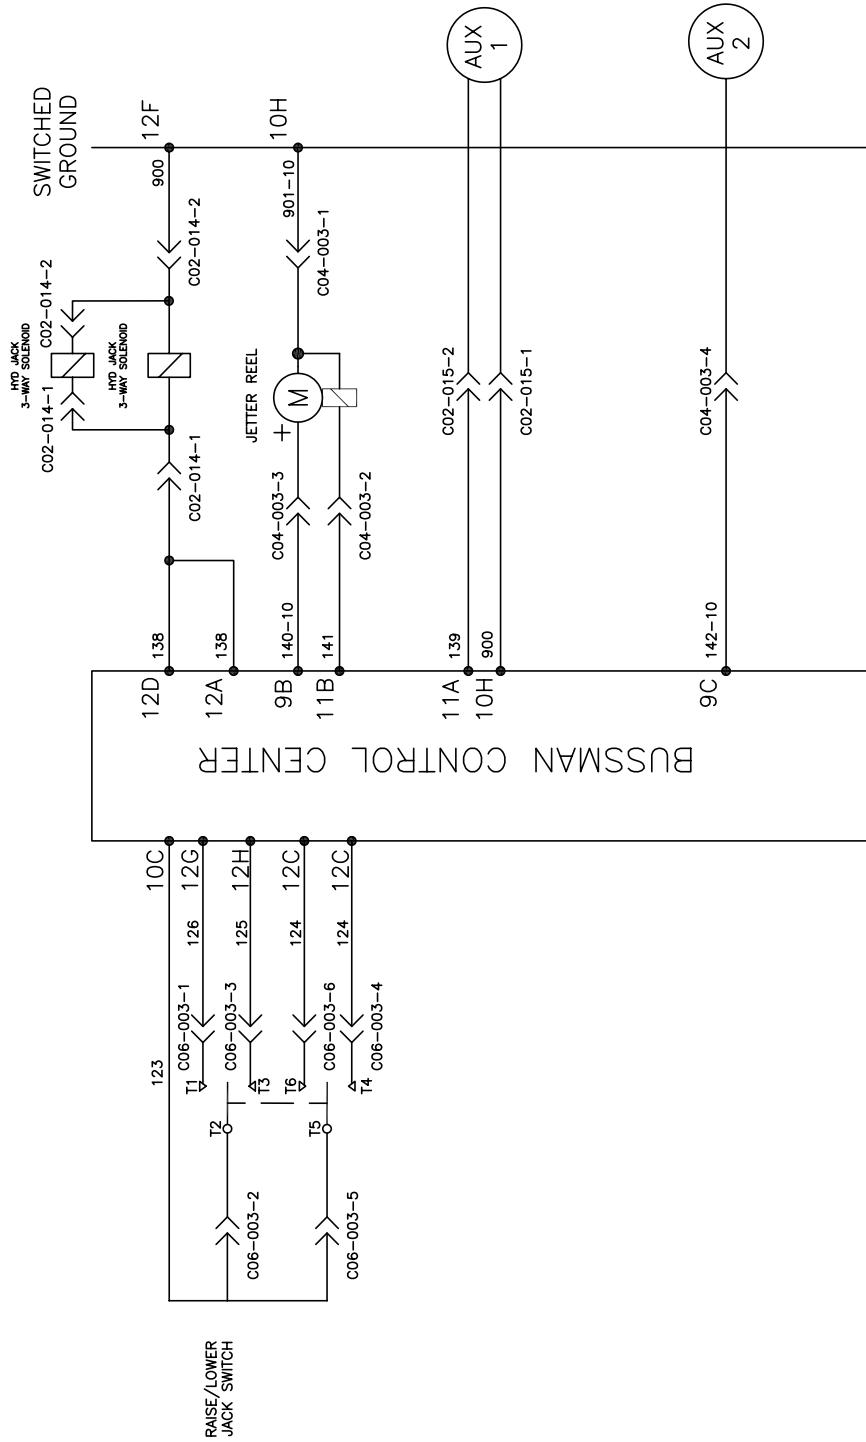 SWITCHED
GROUND
12F
10H
900
901-10
C02-014-2
C02-014-2
C04-003-1
HYD JACK
3-WAY SOLENOID
HYD JACK
3-WAY SOLENOID
C02-014-1
C02-014-1
JETTER REEL
M
+
C04-003-3
C04-003-2
138
138
140-10
141
12D
12A
9B
11B
AUX
1
AUX
2
C02-015-2
C02-015-1
C04-003-4
139
900
142-10
11A
10H
9C
BUSSMAN CONTROL CENTER
10C
12G
12H
12C
12C
123
126
125
124
124
C06-003-1
C06-003-3
C06-003-6
C06-003-4
T1
T3
T6
T4
T2
T5
C06-003-2
C06-003-5
RAISE/LOWER
JACK SWITCH